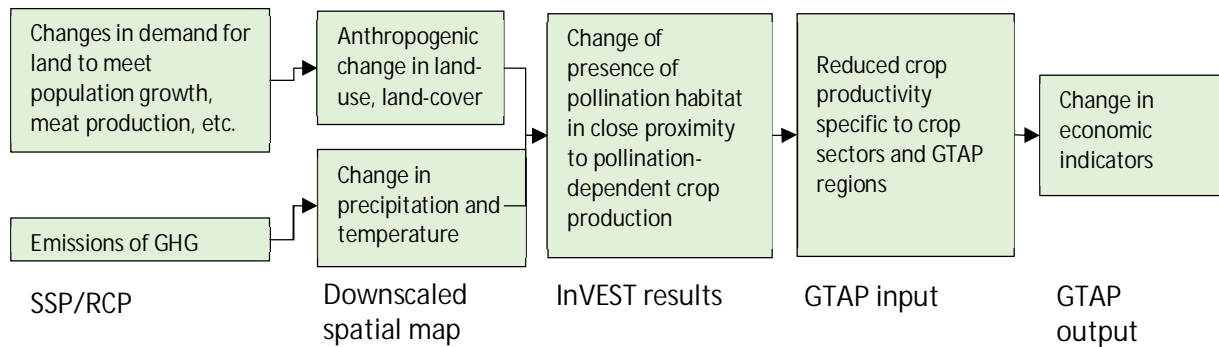 Changes in demand for
land to meet
population growth,
meat production, etc.
Emissions of GHG
SSP/RCP
Anthropogenic
change in land-
use, land-cover
Change in
precipitation and
temperature
Downscaled
spatial map
Change of
presence of
pollination habitat
in close proximity
to pollination-
dependent crop
production
InVEST results
Reduced crop
productivity
specific to crop
sectors and GTAP
regions
GTAP input
Change in
economic
indicators
GTAP
output